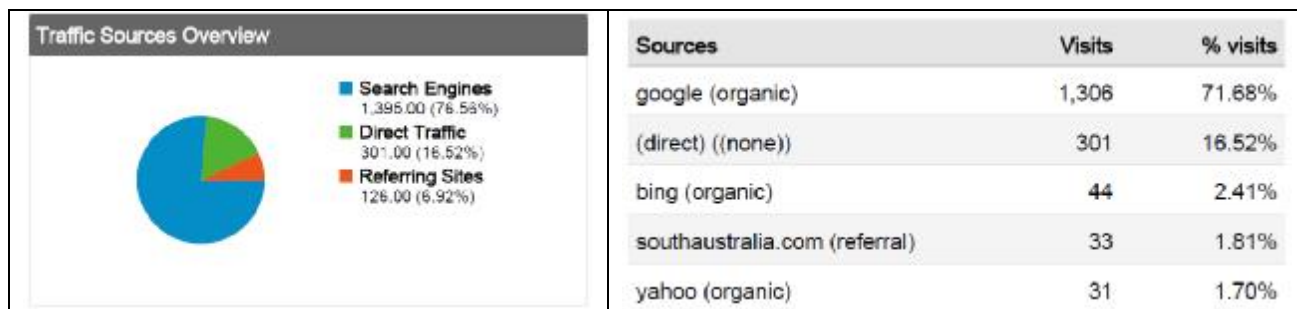 Traffic Sources Overview
Search Engines
1,395.00 (76.56%)
Direct Traffic
301.00 (16.52%)
Referring Sites
126.00 (6.92%)
Sources Visits % visits
google (organic) 1,306 71.68%
(direct) ((none)) 301 16.52%
bing (organic) 44 2.41%
southaustralia.com (referral) 33 1.81%
yahoo (organic) 31 1.70%